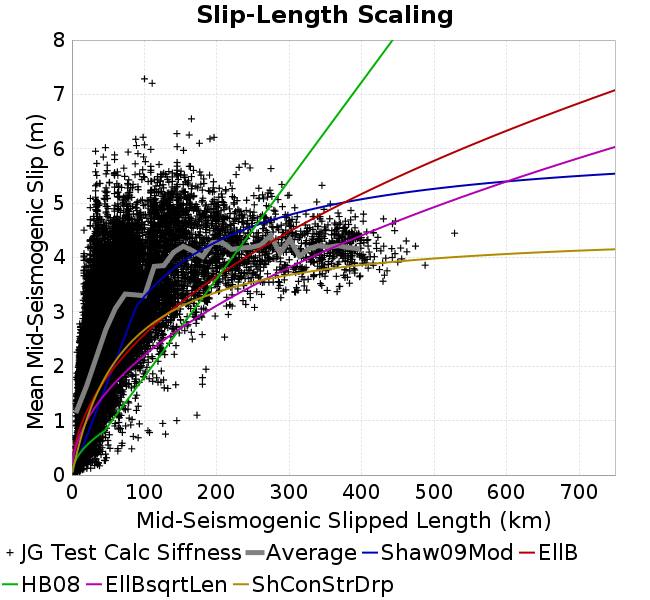 Slip-Length Scaling
Mean Mid-Seismogenic Slip (m)
8
7
6
5
4
3
2
1
0
0 100 200 300 400 500 600 700
Mid-Seismogenic Slipped Length (km)
JG Test Calc Siffness Average Shaw09Mod EllB
HB08 EllBsqrtLen ShConStrDrp